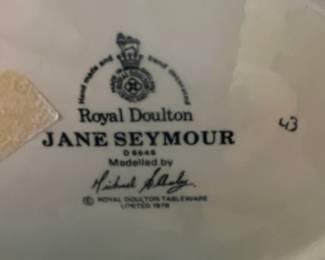 Hand made and hand decorated
Royal Doulton
JANE SEYMOUR
D 6646
Modelled by
Michael Abberley
© ROYAL DOULTON TABLEWARE
LIMITED 1978
43